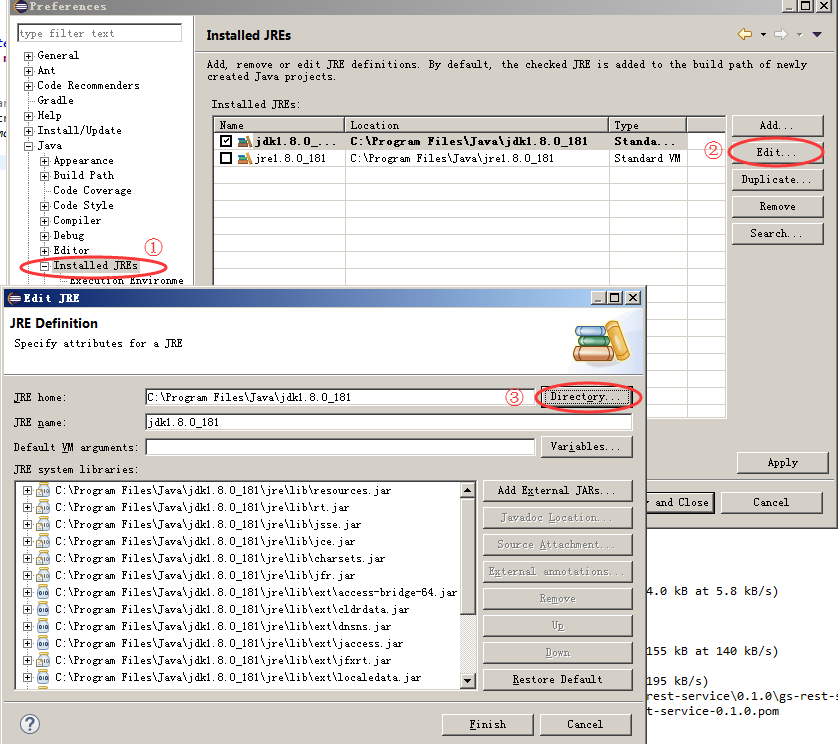 Preferences
type filter text
General
Ant
Code Recommenders
Gradle
Help
Install/Update
Java
Appearance
Build Path
Code Coverage
Code Style
Compiler
Debug
Editor
①
Installed JREs
Execution Environme
Installed JREs
Add, remove or edit JRE definitions. By default, the checked JRE is added to the build path of newly
created Java projects.
Installed JREs:
Name Location Type
jdk1.8.0_... C:\Program Files\Java\jdk1.8.0_181 Standa...
jre1.8.0_181 C:\Program Files\Java\jre1.8.0_181 Standard VM
Add...
② Edit...
Duplicate...
Remove
Search...
Apply
and Close
Cancel
Edit JRE
JRE Definition
Specify attributes for a JRE
JRE home: C:\Program Files\Java\jdk1.8.0_181 ③ Directory...
JRE name: jdk1.8.0_181
Default VM arguments: Variables...
JRE system libraries:
C:\Program Files\Java\jdk1.8.0_181\jre\lib\resources.jar
C:\Program Files\Java\jdk1.8.0_181\jre\lib\rt.jar
C:\Program Files\Java\jdk1.8.0_181\jre\lib\jsse.jar
C:\Program Files\Java\jdk1.8.0_181\jre\lib\jce.jar
C:\Program Files\Java\jdk1.8.0_181\jre\lib\charsets.jar
C:\Program Files\Java\jdk1.8.0_181\jre\lib\jfr.jar
C:\Program Files\Java\jdk1.8.0_181\jre\lib\ext\access-bridge-64.jar
C:\Program Files\Java\jdk1.8.0_181\jre\lib\ext\cldrdata.jar
C:\Program Files\Java\jdk1.8.0_181\jre\lib\ext\dnsns.jar
C:\Program Files\Java\jdk1.8.0_181\jre\lib\ext\jaccess.jar
C:\Program Files\Java\jdk1.8.0_181\jre\lib\ext\jfxrt.jar
C:\Program Files\Java\jdk1.8.0_181\jre\lib\ext\localedata.jar
Add External JARs...
Javadoc Location...
Source Attachment...
External annotations...
Remove
Up
Down
Restore Default
?
Finish
Cancel
4.0 kB at 5.8 kB/s)
155 kB at 140 kB/s)
195 kB/s)
rest-service\0.1.0\gs-rest-s
t-service-0.1.0.pom